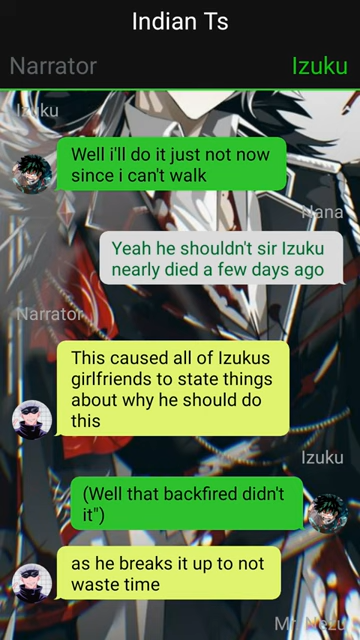 Indian Ts
Narrator
Izuku
Izuku
Well i'll do it just not now
since i can't walk
Nana
Yeah he shouldn't sir Izuku
nearly died a few days ago
Narrator
This caused all of Izukus
girlfriends to state things
about why he should do
this
Izuku
(Well that backfired didn't
it")
as he breaks it up to not
waste time
Mr. Nezu